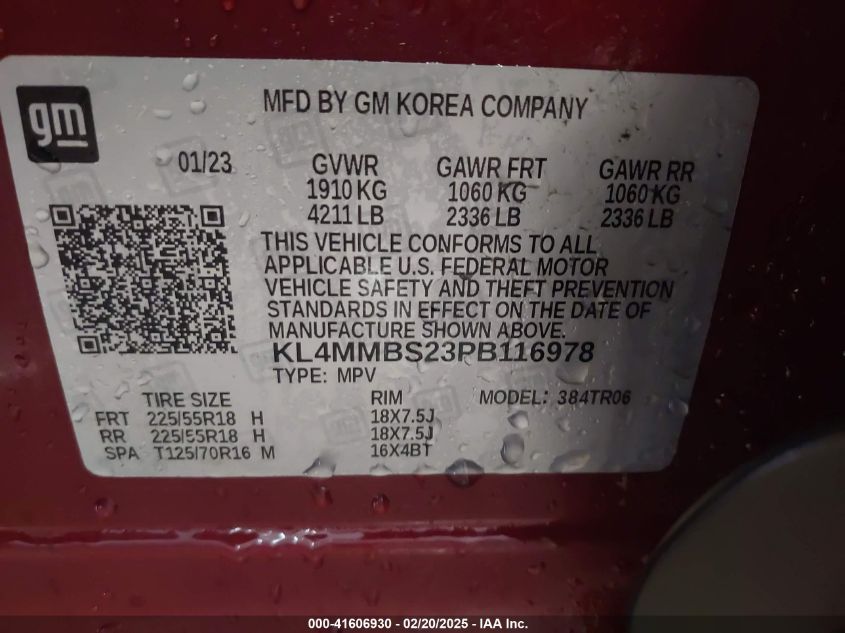 gm
MFD BY GM KOREA COMPANY
01/23 GVWR GAWR FRT GAWR RR
1910 KG 1060 KG 1060 KG
4211 LB 2336 LB 2336 LB
THIS VEHICLE CONFORMS TO ALL
APPLICABLE U.S. FEDERAL MOTOR
VEHICLE SAFETY AND THEFT PREVENTION
STANDARDS IN EFFECT ON THE DATE OF
MANUFACTURE SHOWN ABOVE.
KL4MMBS23PB116978
TYPE: MPV
TIRE SIZE RIM MODEL: 384TR06
FRT 225/55R18 H 18X7.5J
RR 225/55R18 H 18X7.5J
SPA T125/70R16 M 16X4BT
000-41606930 - 02/20/2025 - IAA Inc.